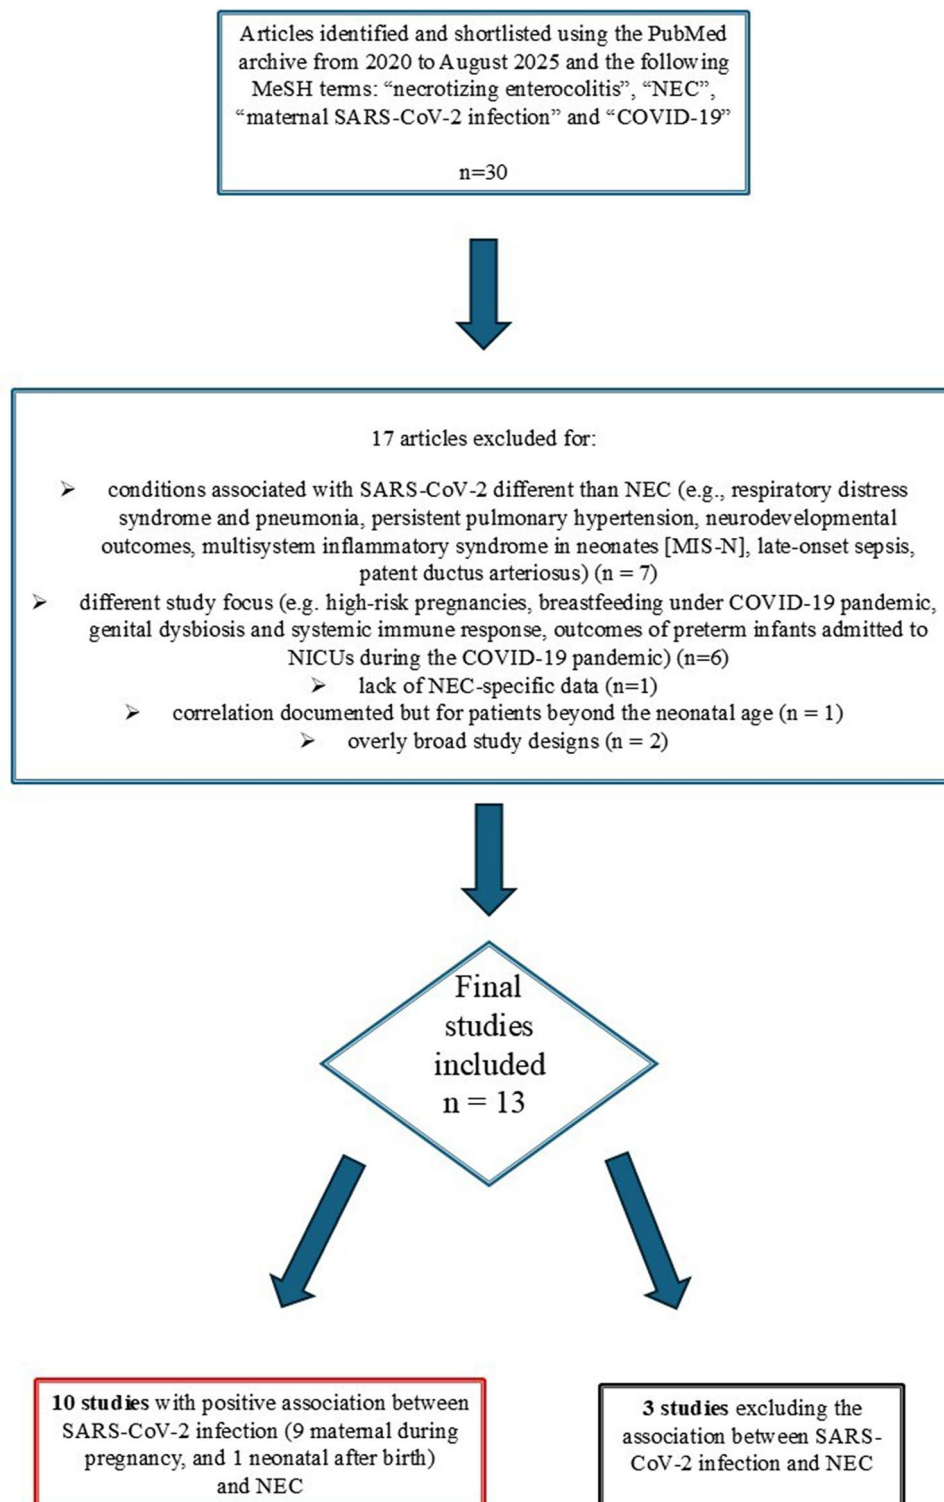 Articles identified and shortlisted using the PubMed
archive from 2020 to August 2025 and the following
MeSH terms: “necrotizing enterocolitis”, “NEC”,
“maternal SARS-CoV-2 infection” and “COVID-19”
n=30
17 articles excluded for:
➢ conditions associated with SARS-CoV-2 different than NEC (e.g., respiratory distress
syndrome and pneumonia, persistent pulmonary hypertension, neurodevelopmental
outcomes, multisystem inflammatory syndrome in neonates [MIS-N], late-onset sepsis,
patent ductus arteriosus) (n = 7)
➢ different study focus (e.g. high-risk pregnancies, breastfeeding under COVID-19 pandemic,
genital dysbiosis and systemic immune response, outcomes of preterm infants admitted to
NICUs during the COVID-19 pandemic) (n=6)
➢ lack of NEC-specific data (n=1)
➢ correlation documented but for patients beyond the neonatal age (n = 1)
➢ overly broad study designs (n = 2)
Final
studies
included
n = 13
10 studies with positive association between
SARS-CoV-2 infection (9 maternal during
pregnancy, and 1 neonatal after birth)
and NEC
3 studies excluding the
association between SARS-
CoV-2 infection and NEC